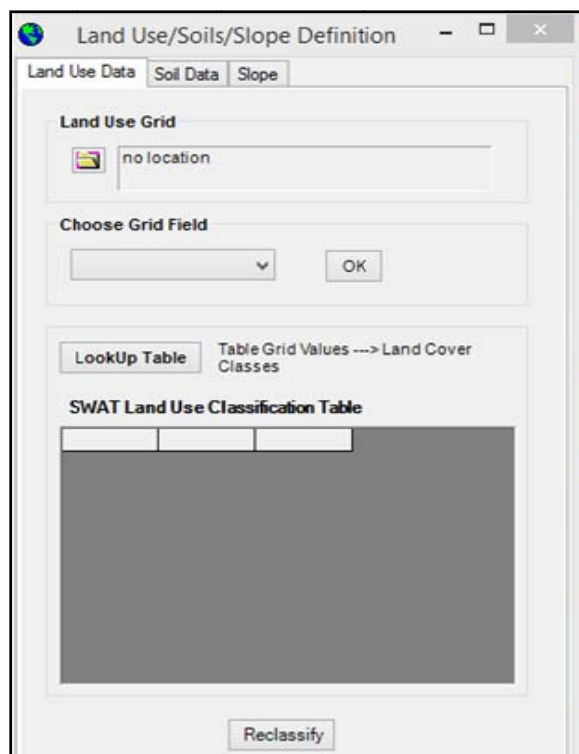 Land Use/Soils/Slope Definition
Land Use Data Soil Data Slope
Land Use Grid
no location
Choose Grid Field
OK
LookUp Table
Table Grid Values ---> Land Cover
Classes
SWAT Land Use Classification Table
Reclassify